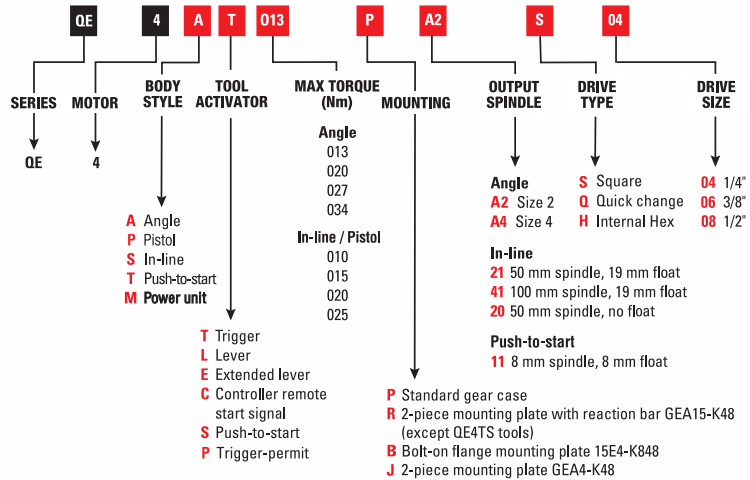 QE 4 A T 013 P A2 S 04
SERIES
MOTOR
BODY
STYLE
TOOL
ACTIVATOR
MAX TORQUE
(Nm)
MOUNTING
OUTPUT
SPINDLE
DRIVE
TYPE
DRIVE
SIZE
QE
4
A Angle
P Pistol
S In-line
T Push-to-start
M Power unit
T Trigger
L Lever
E Extended lever
C Controller remote
start signal
S Push-to-start
P Trigger-permit
Angle
013
020
027
034
In-line / Pistol
010
015
020
025
P Standard gear case
R 2-piece mounting plate with reaction bar GEA15-K48
(except QE4TS tools)
B Bolt-on flange mounting plate 15E4-K848
J 2-piece mounting plate GEA4-K48
Angle
A2 Size 2
A4 Size 4
In-line
21 50 mm spindle, 19 mm float
41 100 mm spindle, 19 mm float
20 50 mm spindle, no float
Push-to-start
11 8 mm spindle, 8 mm float
S Square
Q Quick change
H Internal Hex
04 1/4"
06 3/8"
08 1/2"